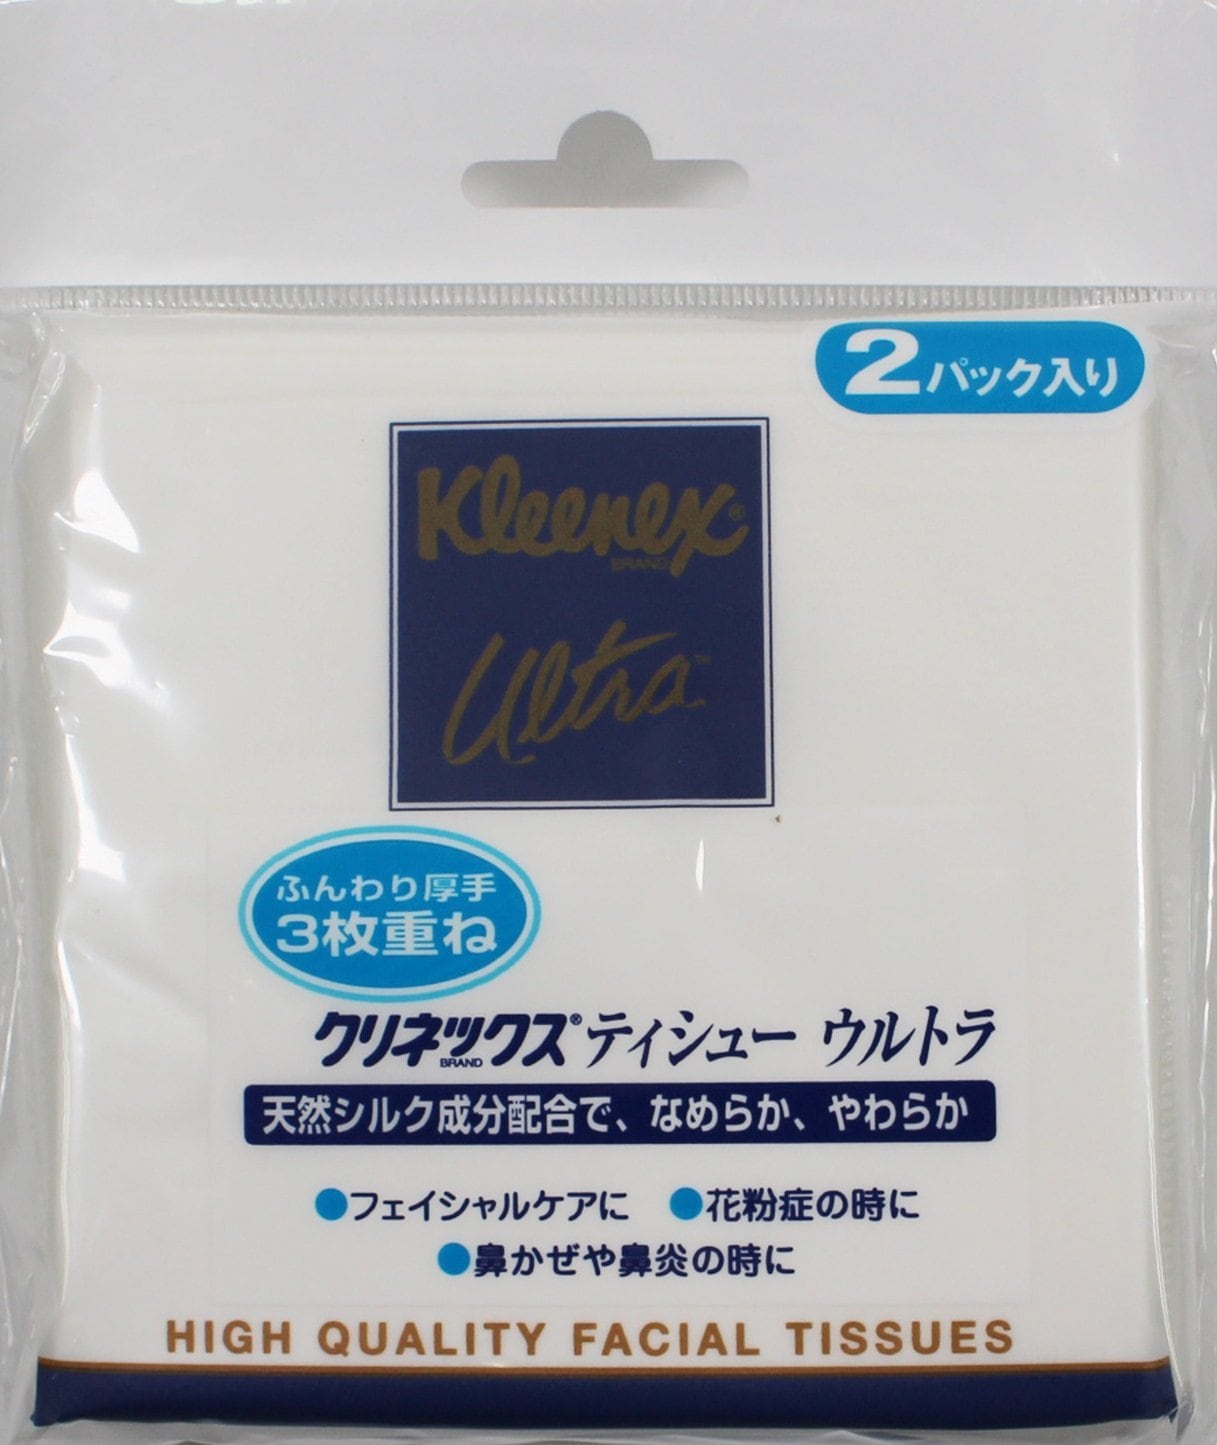 2パック入り
Kleenex®
BRAND
Ultra™
ふんわり厚手
3枚重ね
クリネックス® ティシュー ウルトラ
BRAND
天然シルク成分配合で、なめらか、やわらか
●フェイシャルケアに ●花粉症の時に
●鼻かぜや鼻炎の時に
HIGH QUALITY FACIAL TISSUES